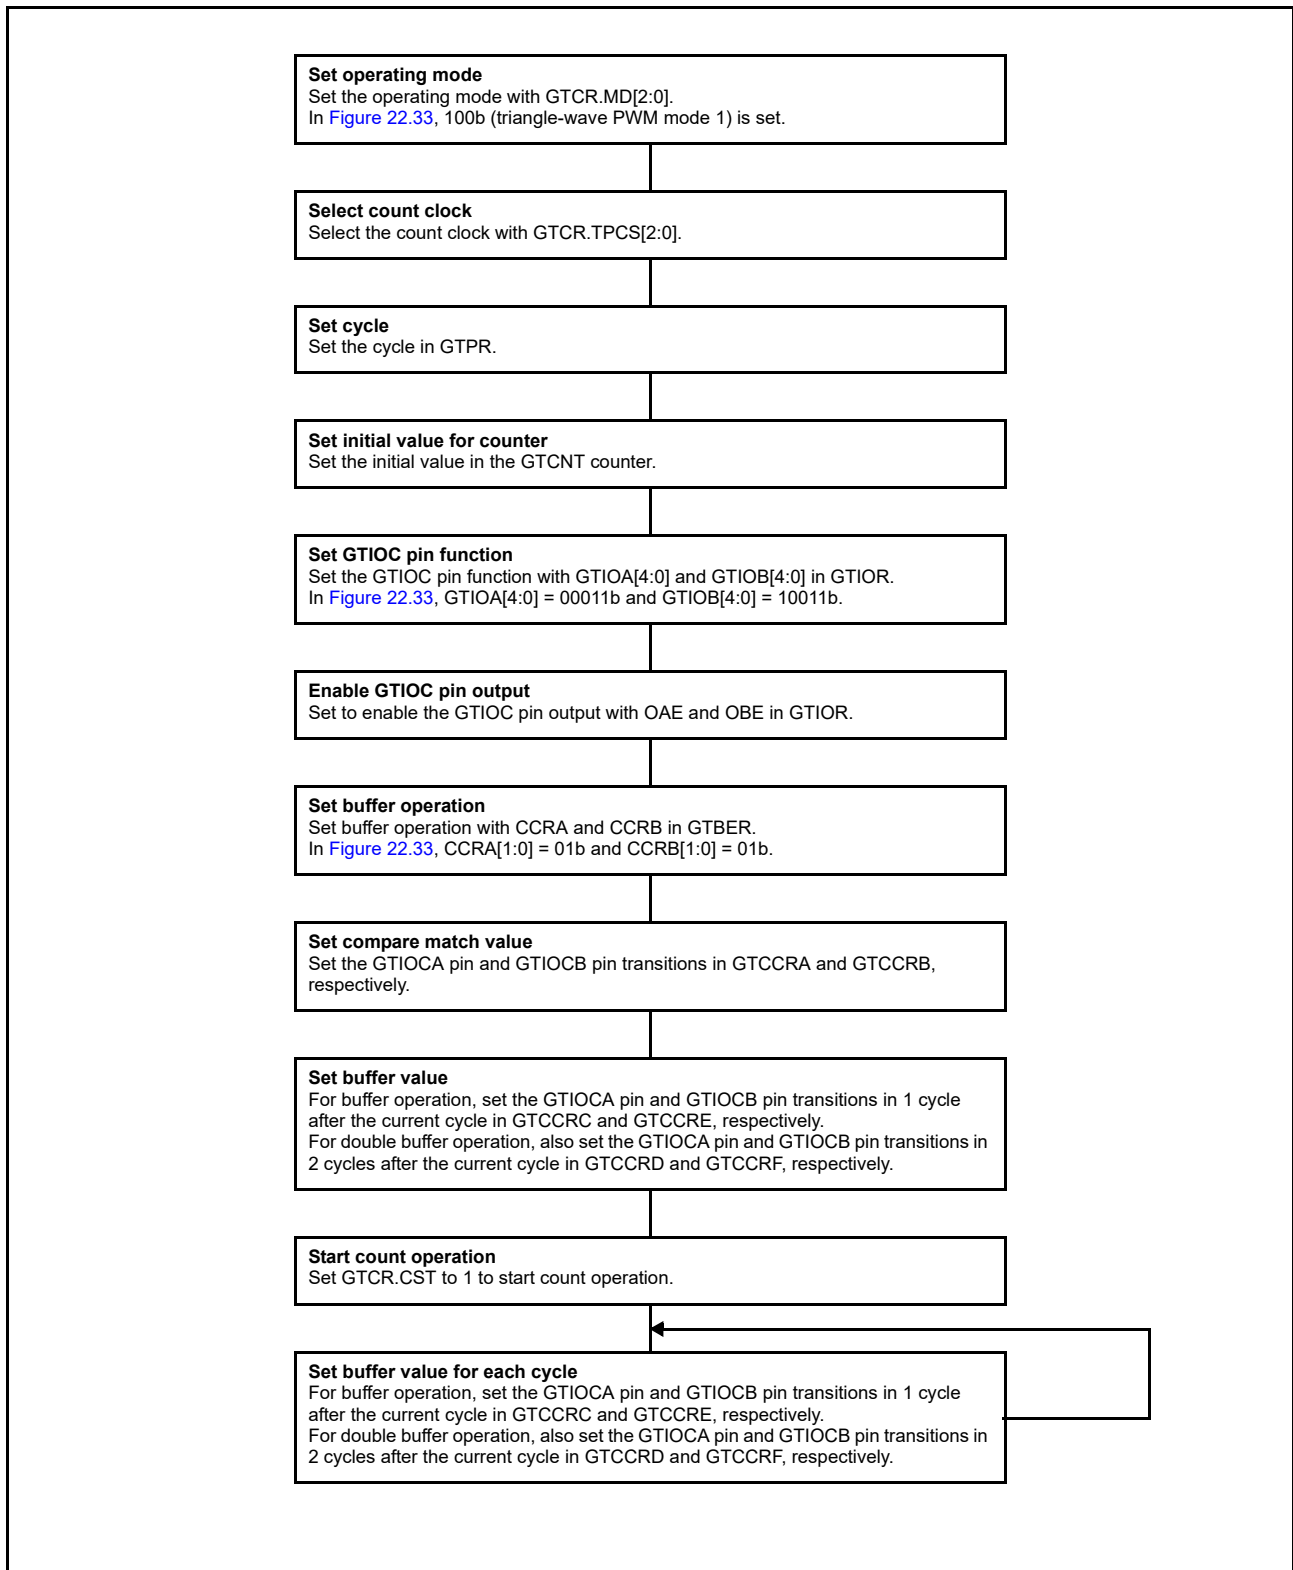 Set operating mode
Set the operating mode with GTCR.MD[2:0].
In Figure 22.33, 100b (triangle-wave PWM mode 1) is set.
Select count clock
Select the count clock with GTCR.TPCS[2:0].
Set cycle
Set the cycle in GTPR.
Set initial value for counter
Set the initial value in the GTCNT counter.
Set GTIOC pin function
Set the GTIOC pin function with GTIOA[4:0] and GTIOB[4:0] in GTIOR.
In Figure 22.33, GTIOA[4:0] = 00011b and GTIOB[4:0] = 10011b.
Enable GTIOC pin output
Set to enable the GTIOC pin output with OAE and OBE in GTIOR.
Set buffer operation
Set buffer operation with CCRA and CCRB in GTBER.
In Figure 22.33, CCRA[1:0] = 01b and CCRB[1:0] = 01b.
Set compare match value
Set the GTIOCA pin and GTIOCB pin transitions in GTCCRA and GTCCRB,
respectively.
Set buffer value
For buffer operation, set the GTIOCA pin and GTIOCB pin transitions in 1 cycle
after the current cycle in GTCCRC and GTCCRE, respectively.
For double buffer operation, also set the GTIOCA pin and GTIOCB pin transitions in
2 cycles after the current cycle in GTCCRD and GTCCRF, respectively.
Start count operation
Set GTCR.CST to 1 to start count operation.
Set buffer value for each cycle
For buffer operation, set the GTIOCA pin and GTIOCB pin transitions in 1 cycle
after the current cycle in GTCCRC and GTCCRE, respectively.
For double buffer operation, also set the GTIOCA pin and GTIOCB pin transitions in
2 cycles after the current cycle in GTCCRD and GTCCRF, respectively.